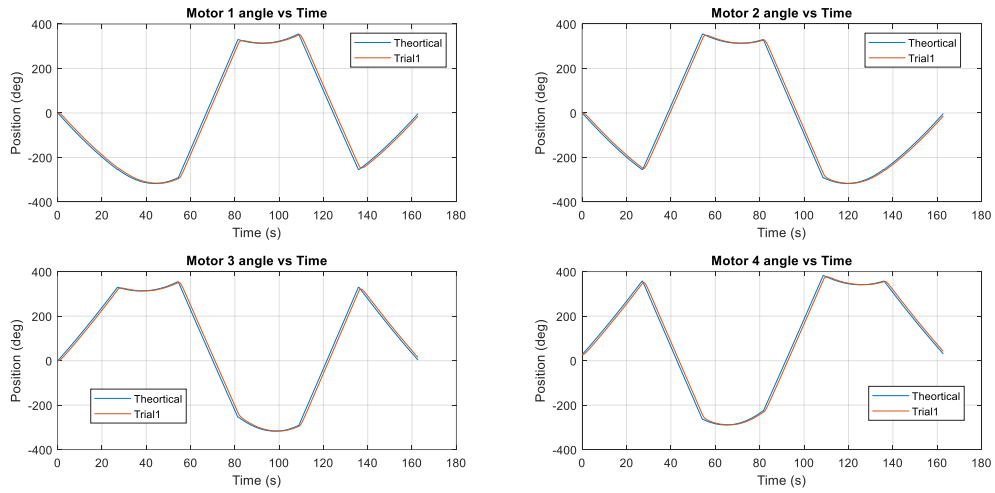 Motor 1 angle vs Time
400
200
0
-200
-400
Position (deg)
0 20 40 60 80 100 120 140 160 180
Time (s)
Theortical
Trial1
Motor 2 angle vs Time
400
200
0
-200
-400
Position (deg)
0 20 40 60 80 100 120 140 160 180
Time (s)
Theortical
Trial1
Motor 3 angle vs Time
400
200
0
-200
-400
Position (deg)
0 20 40 60 80 100 120 140 160 180
Time (s)
Theortical
Trial1
Motor 4 angle vs Time
400
200
0
-200
-400
Position (deg)
0 20 40 60 80 100 120 140 160 180
Time (s)
Theortical
Trial1